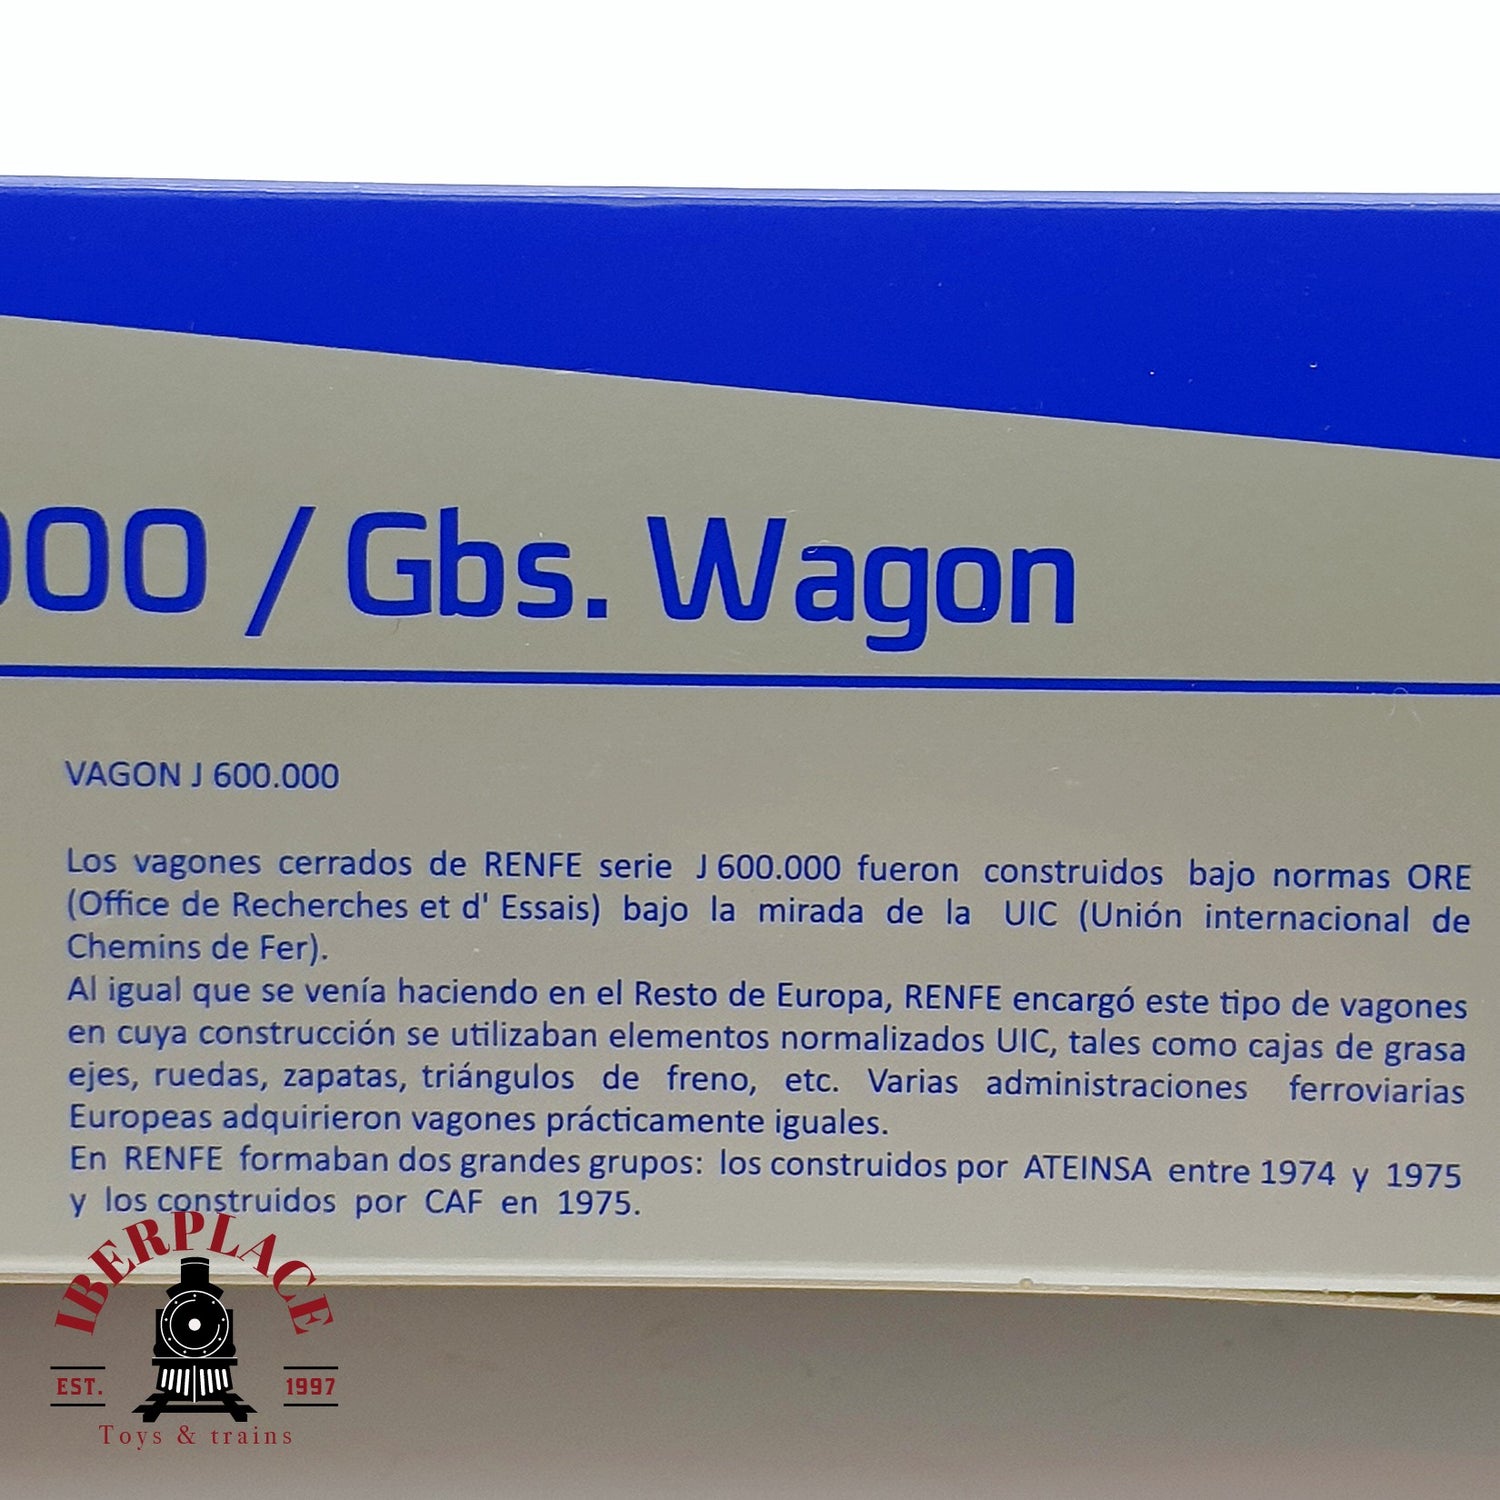 000 / Gbs. Wagon
VAGON J 600.000
Los vagones cerrados de RENFE serie J 600.000 fueron construidos bajo normas ORE
(Office de Recherches et d' Essais) bajo la mirada de la UIC (Unión internacional de
Chemins de Fer).
Al igual que se venía haciendo en el Resto de Europa, RENFE encargó este tipo de vagones
en cuya construcción se utilizaban elementos normalizados UIC, tales como cajas de grasa
ejes, ruedas, zapatas, triángulos de freno, etc. Varias administraciones ferroviarias
Europeas adquirieron vagones prácticamente iguales.
En RENFE formaban dos grandes grupos: los construidos por ATEINSA entre 1974 y 1975
y los construidos por CAF en 1975.
IBERPLACE
EST. 1997
Toys & trains